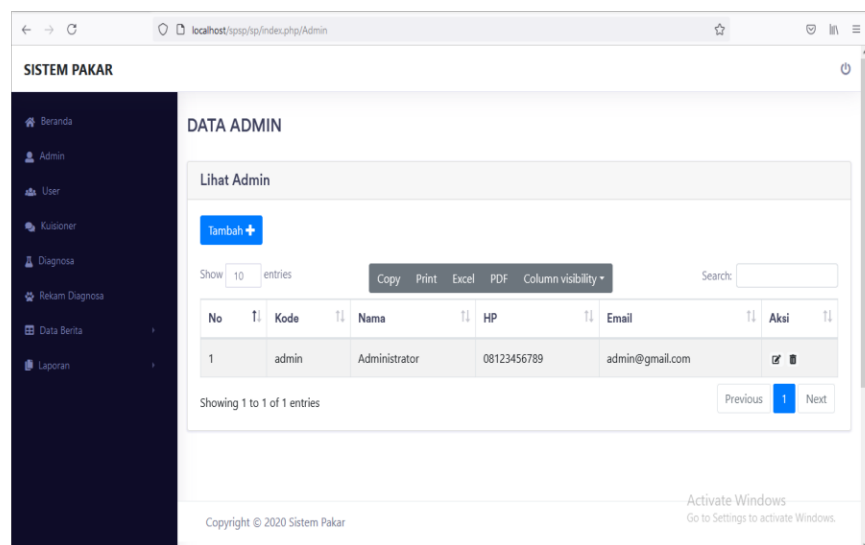 localhost/spsp/sp/index.php/Admin
SISTEM PAKAR
Beranda
Admin
User
Kuisioner
Diagnosa
Rekam Diagnosa
Data Berita
Laporan
DATA ADMIN
Lihat Admin
Tambah
Show 10 entries
Copy Print Excel PDF Column visibility
Search:
No Kode Nama HP Email Aksi
1 admin Administrator 08123456789 admin@gmail.com
Showing 1 to 1 of 1 entries
Previous 1 Next
Activate Windows
Go to Settings to activate Windows.
Copyright © 2020 Sistem Pakar